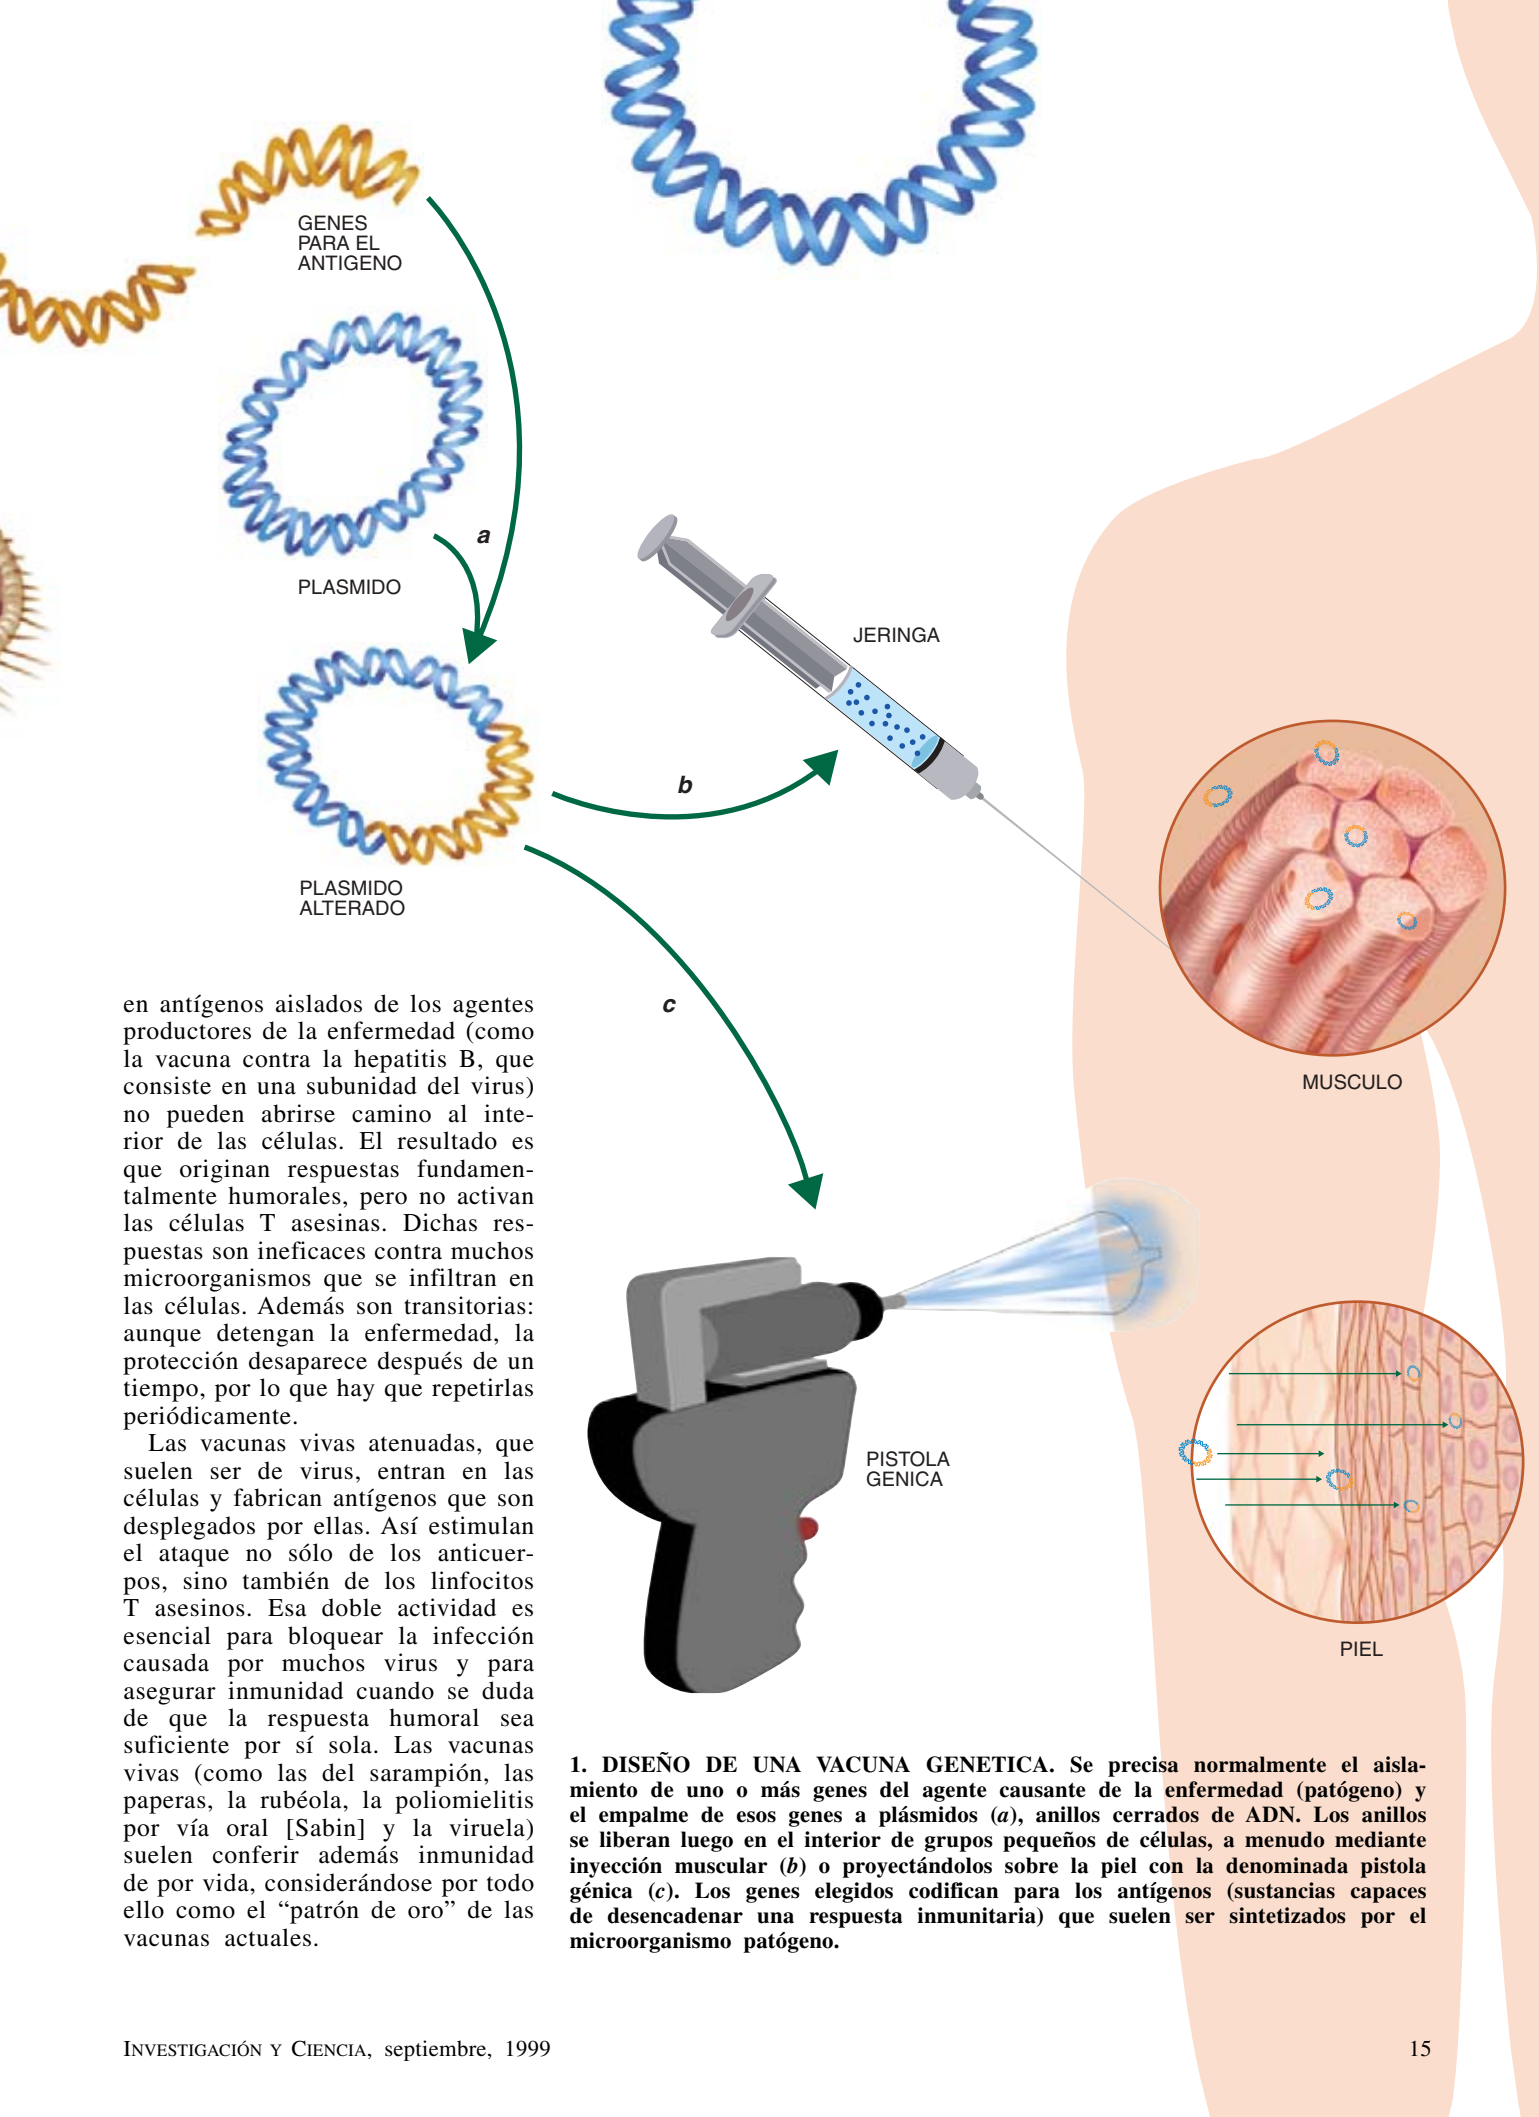 GENES
PARA EL
ANTIGENO
a
PLASMIDO
JERINGA
b
PLASMIDO
ALTERADO
c
MUSCULO
PISTOLA
GENICA
PIEL
en antígenos aislados de los agentes
productores de la enfermedad (como
la vacuna contra la hepatitis B, que
consiste en una subunidad del virus)
no pueden abrirse camino al inte-
rior de las células. El resultado es
que originan respuestas fundamen-
talmente humorales, pero no activan
las células T asesinas. Dichas res-
puestas son ineficaces contra muchos
microorganismos que se infiltran en
las células. Además son transitorias:
aunque detengan la enfermedad, la
protección desaparece después de un
tiempo, por lo que hay que repetirlas
periódicamente.
Las vacunas vivas atenuadas, que
suelen ser de virus, entran en las
células y fabrican antígenos que son
desplegados por ellas. Así estimulan
el ataque no sólo de los anticuer-
pos, sino también de los linfocitos
T asesinos. Esa doble actividad es
esencial para bloquear la infección
causada por muchos virus y para
asegurar inmunidad cuando se duda
de que la respuesta humoral sea
suficiente por sí sola. Las vacunas
vivas (como las del sarampión, las
paperas, la rubéola, la poliomielitis
por vía oral [Sabin] y la viruela)
suelen conferir además inmunidad
de por vida, considerándose por todo
ello como el “patrón de oro” de las
vacunas actuales.
1. DISEÑO DE UNA VACUNA GENETICA. Se precisa normalmente el aisla-
miento de uno o más genes del agente causante de la enfermedad (patógeno) y
el empalme de esos genes a plásmidos (a), anillos cerrados de ADN. Los anillos
se liberan luego en el interior de grupos pequeños de células, a menudo mediante
inyección muscular (b) o proyectándolos sobre la piel con la denominada pistola
génica (c). Los genes elegidos codifican para los antígenos (sustancias capaces
de desencadenar una respuesta inmunitaria) que suelen ser sintetizados por el
microorganismo patógeno.
INVESTIGACIÓN Y CIENCIA, septiembre, 1999
15